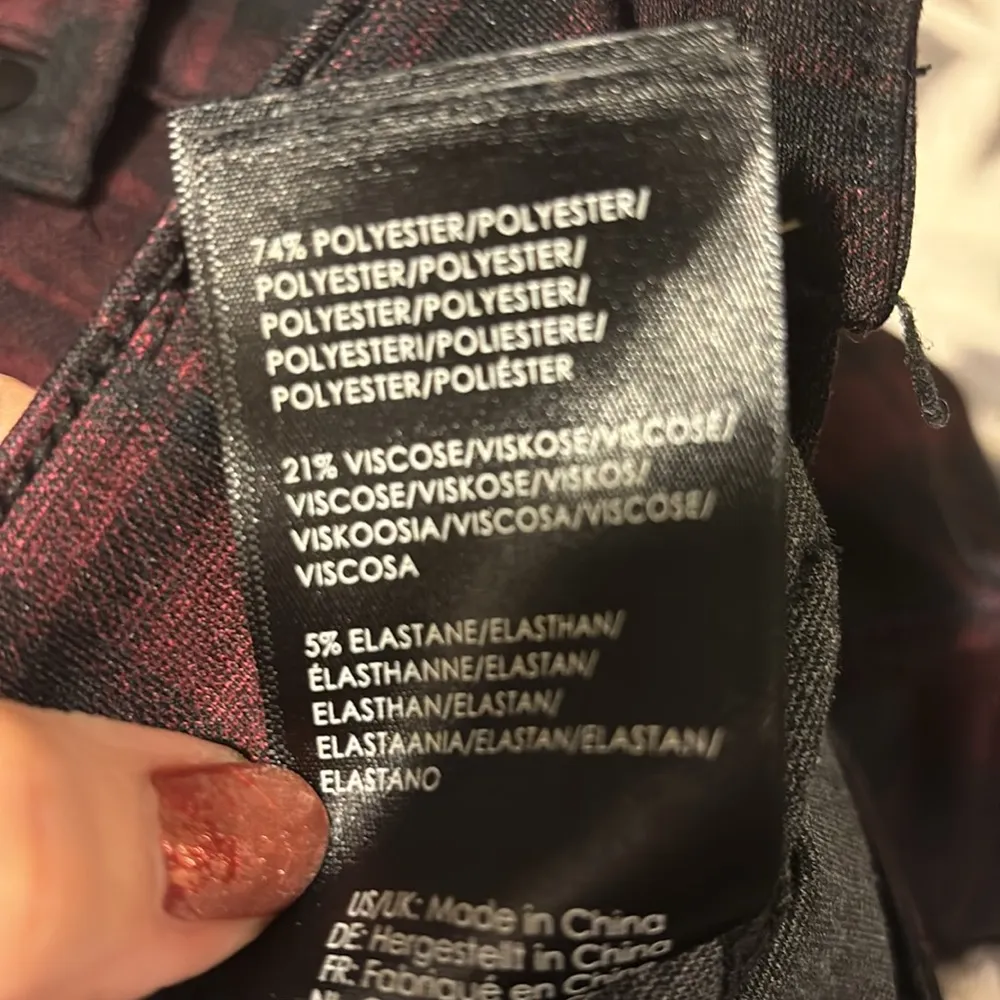 74% POLYESTER/POLYESTER/
POLYESTER/POLYESTER/
POLYESTER/POLYESTER/
POLYESTERI/POLIESTERE/
POLYESTER/POLIÉSTER
21% VISCOSE/VISKOSE/VISCOSE/
VISCOSE/VISKOSE/VISKOS/
VISKOOSIA/VISCOSA/VISCOSE/
VISCOSA
5% ELASTANE/ELASTHAN/
ÉLASTHANNE/ELASTAN/
ELASTHAN/ELASTAN/
ELASTAANIA/ELASTAN/ELASTAN/
ELASTANO
US/UK: Made in China
DE: Hergestellt in China
FR: Fabriqué en